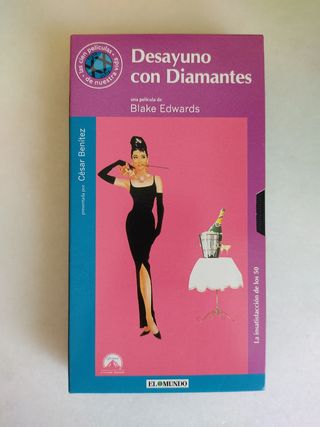 las cien películas
de nuestra vida
Desayuno
con Diamantes
una película de
Blake Edwards
presentada por César Benítez
La insatisfacción de los 50
EL MUNDO